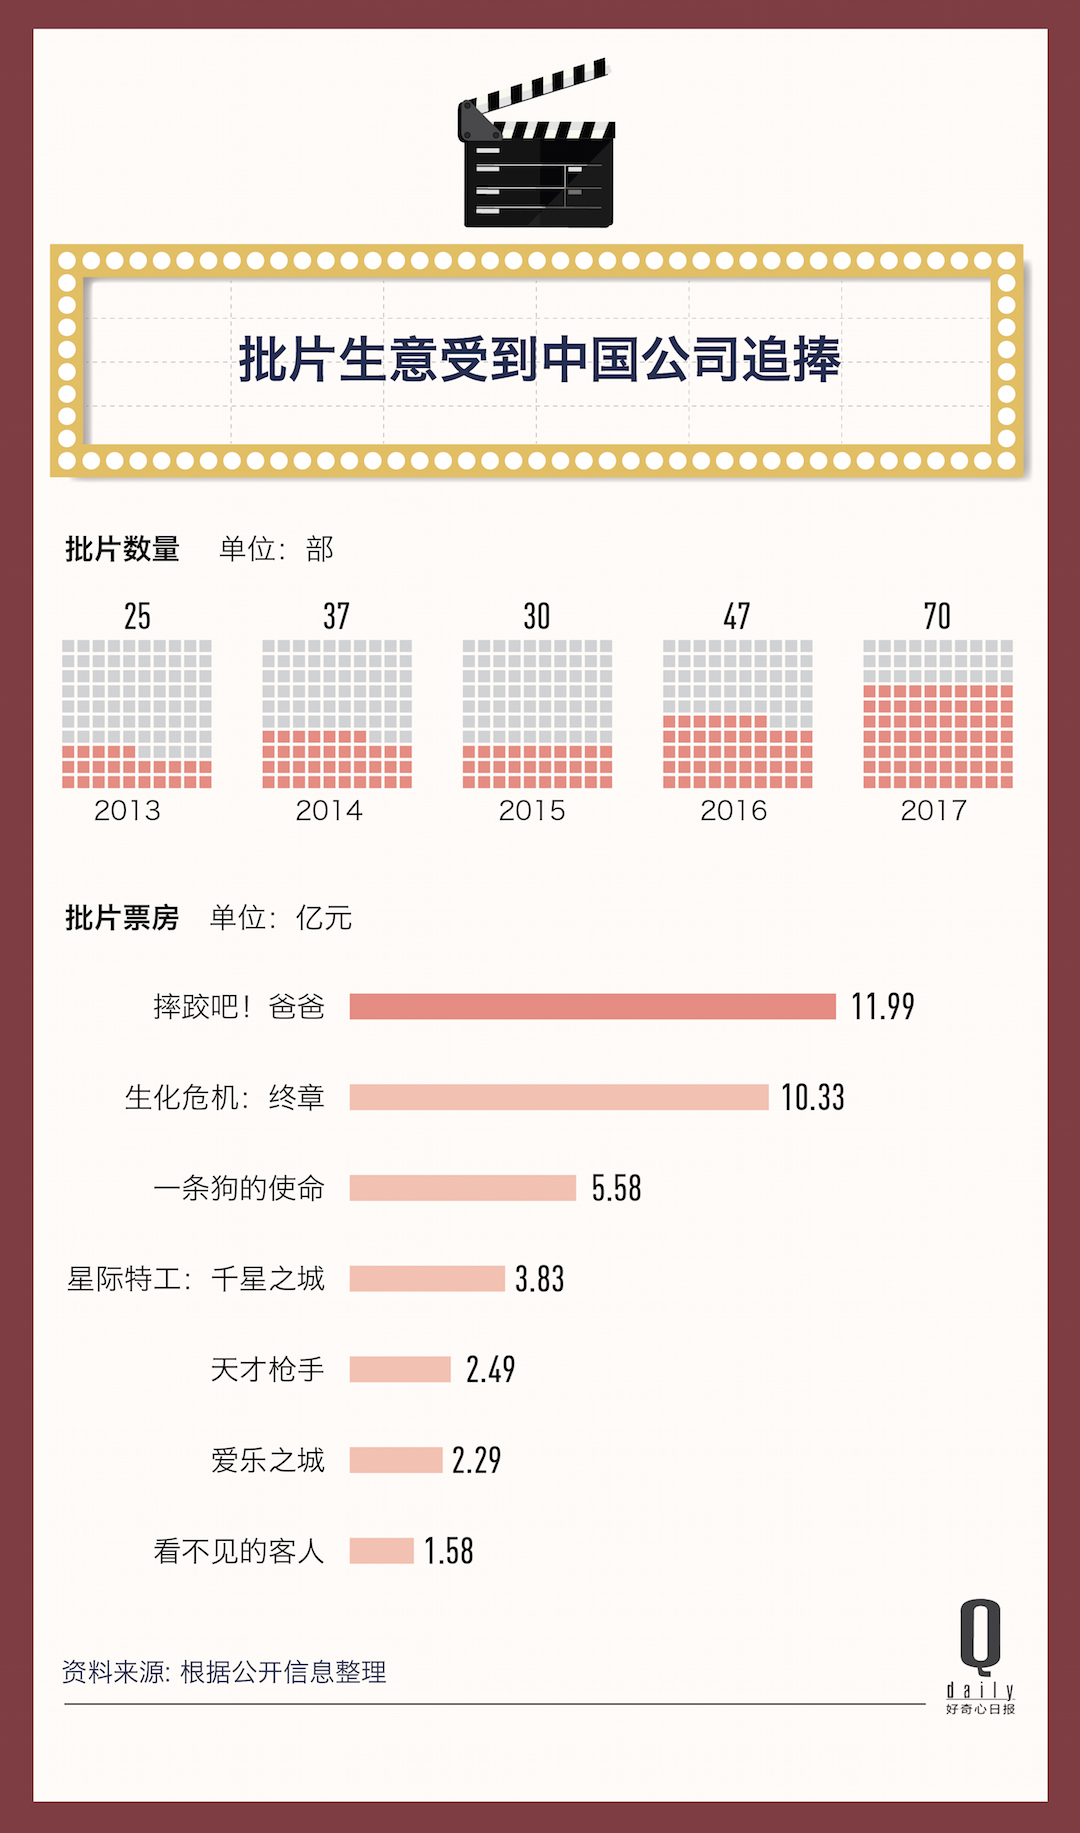 批片生意受到中国公司追捧
批片数量 单位：部
25 37 30 47 70
2013 2014 2015 2016 2017
批片票房 单位：亿元
摔跤吧！爸爸 11.99
生化危机：终章 10.33
一条狗的使命 5.58
星际特工：千星之城 3.83
天才枪手 2.49
爱乐之城 2.29
看不见的客人 1.58
资料来源: 根据公开信息整理
Q
daily
好奇心日报